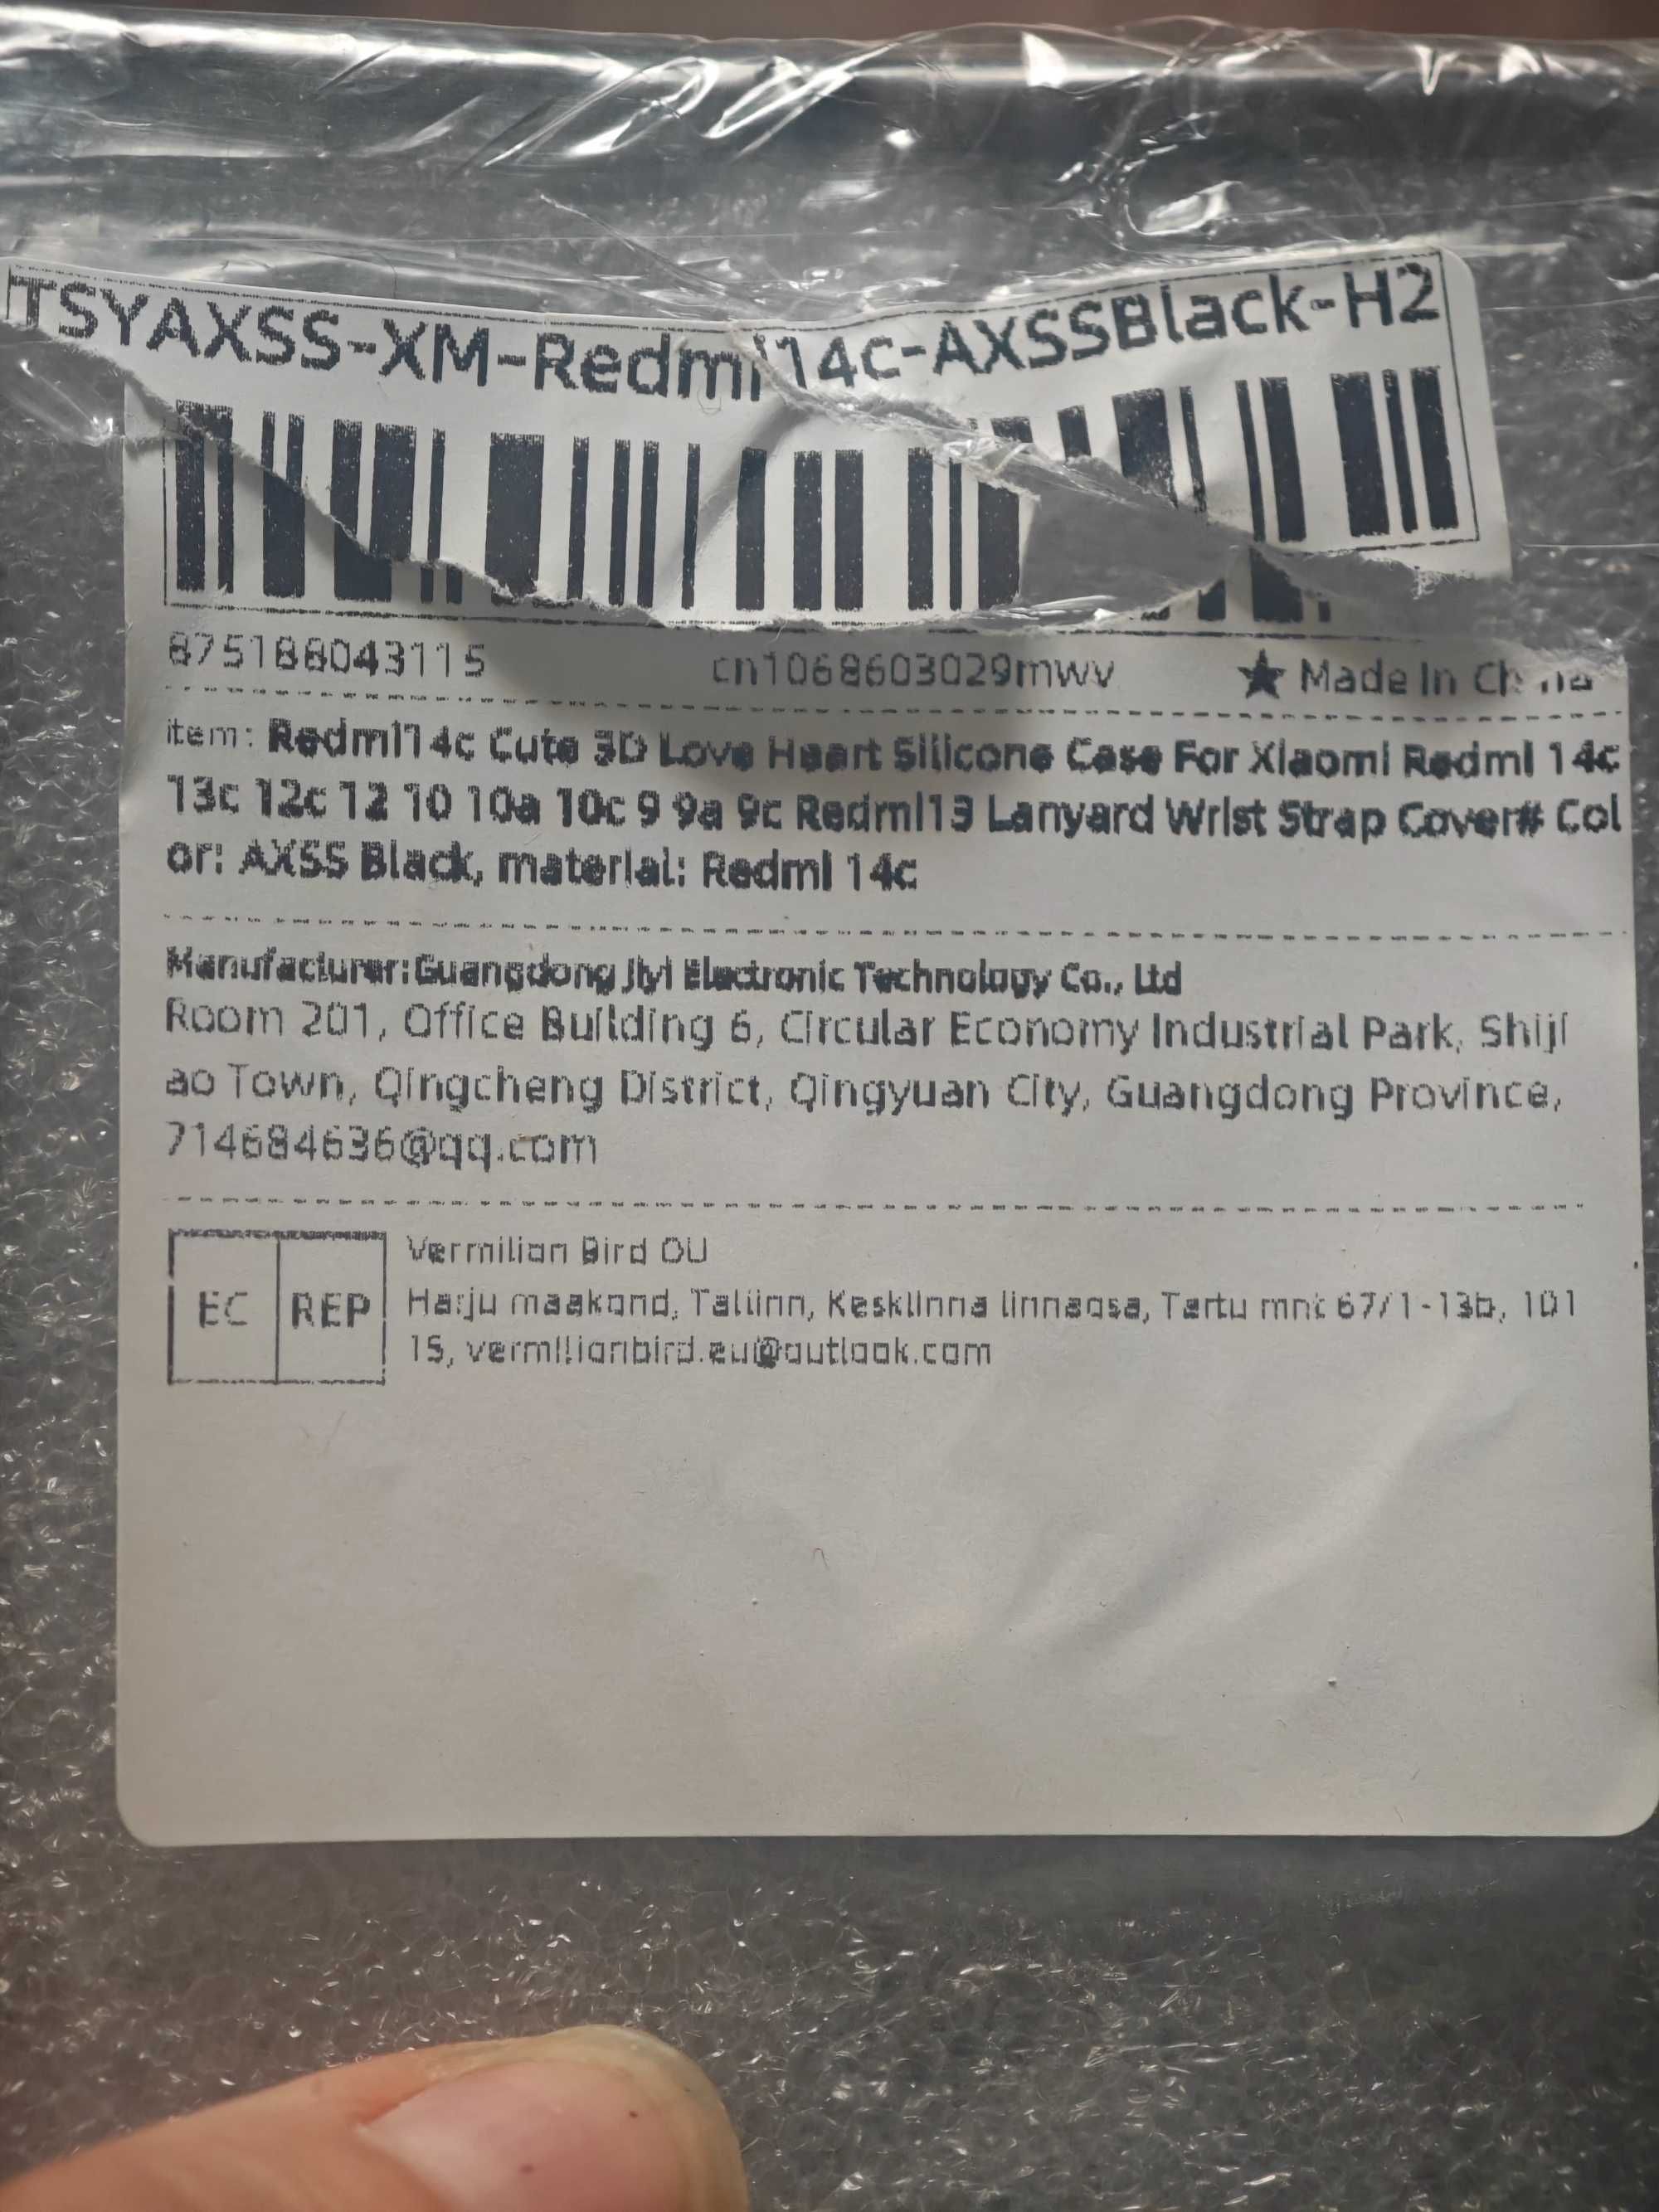 TSYAXSS-XM-Redmi14c-AXSSBlack-H2
875188043115 cn1068603029mwv ★ Made In China
item: Redmi14c Cute 3D Love Heart Silicone Case For Xiaomi Redmi 14c
13c 12c 12 10 10a 10c 9 9a 9c Redmi13 Lanyard Wrist Strap Cover# Col
or: AXSS Black, material: Redmi 14c
Manufacturer:Guangdong Jiyi Electronic Technology Co., Ltd
Room 201, Office Building 6, Circular Economy Industrial Park, Shiji
ao Town, Qingcheng District, Qingyuan City, Guangdong Province,
714684636@qq.com
EC REP
Vermilion Bird OU
Harju maakond, Tallinn, Kesklinna linnaosa, Tartu mnt 67/1-13b, 101
15, vermilionbird.eu@outlook.com